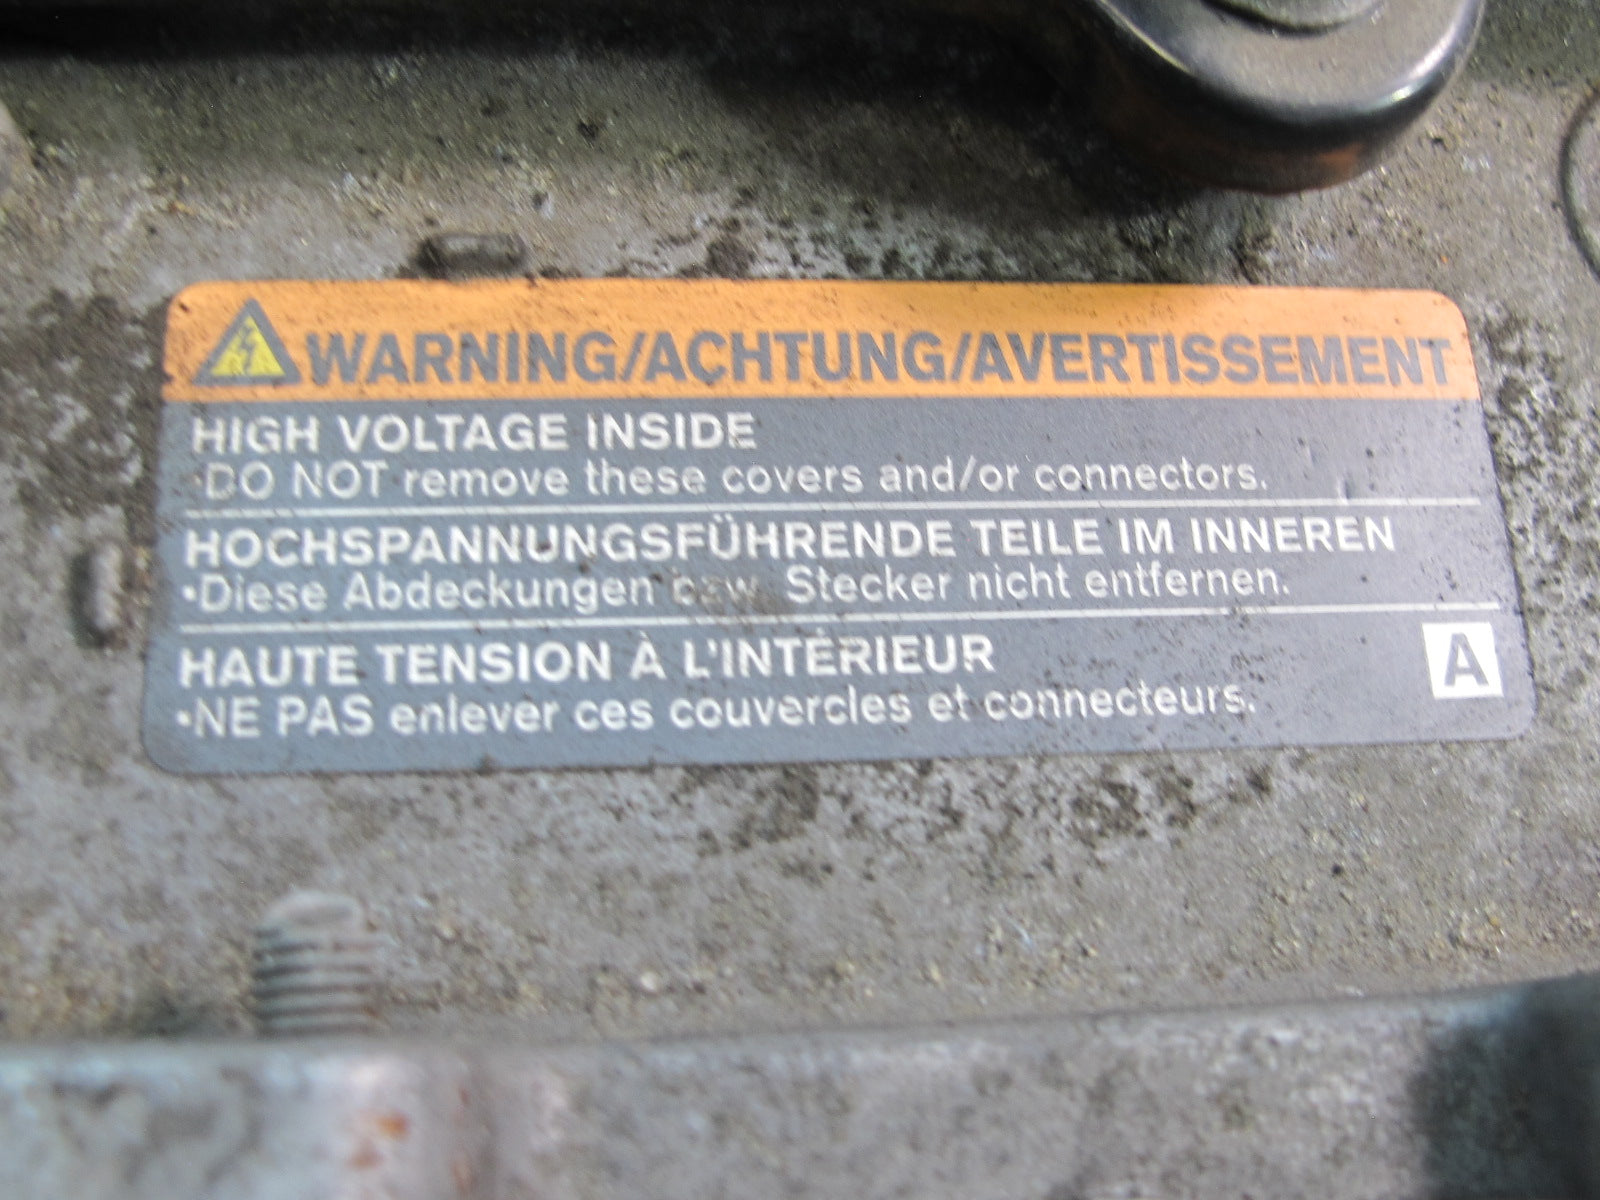 WARNING/ACHTUNG/AVERTISSEMENT
HIGH VOLTAGE INSIDE
•DO NOT remove these covers and/or connectors.
HOCHSPANNUNGSFÜHRENDE TEILE IM INNEREN
•Diese Abdeckungen bzw. Stecker nicht entfernen.
HAUTE TENSION À L'INTÉRIEUR
•NE PAS enlever ces couvercles et connecteurs.
A